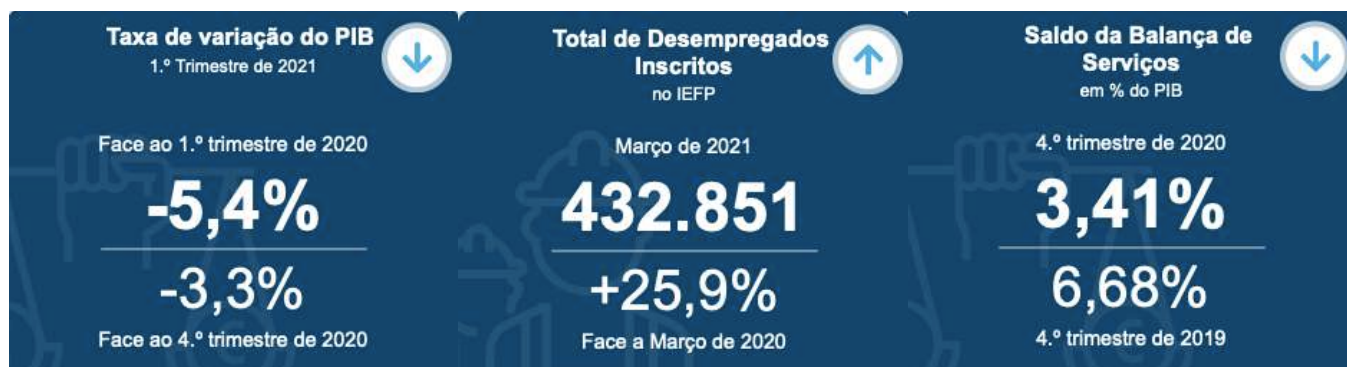 Taxa de variação do PIB
1.º Trimestre de 2021
Face ao 1.º trimestre de 2020
-5,4%
-3,3%
Face ao 4.º trimestre de 2020
Total de Desempregados
Inscritos
no IEFP
Março de 2021
432.851
+25,9%
Face a Março de 2020
Saldo da Balança de
Serviços
em % do PIB
4.º trimestre de 2020
3,41%
6,68%
4.º trimestre de 2019